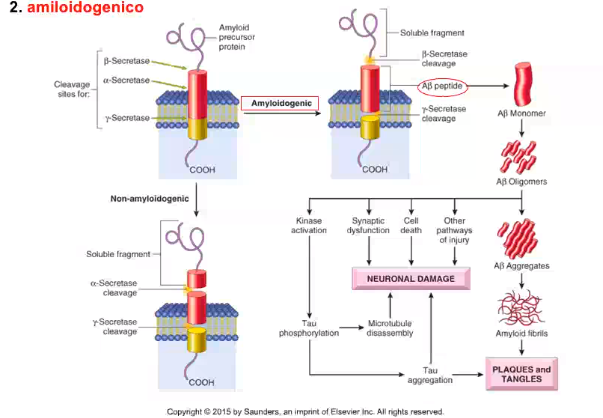 2. amiloidogenico
Amyloid
precursor
protein
β-Secretase
α-Secretase
Cleavage
sites for:
γ-Secretase
COOH
Amyloidogenic
Soluble fragment
β-Secretase
cleavage
Aβ peptide
γ-Secretase
cleavage
COOH
Aβ Monomer
Aβ Oligomers
Non-amyloidogenic
Soluble fragment
α-Secretase
cleavage
γ-Secretase
cleavage
COOH
Kinase
activation
Synaptic
dysfunction
Cell
death
Other
pathways
of injury
Aβ Aggregates
NEURONAL DAMAGE
Tau
phosphorylation
Microtubule
disassembly
Amyloid fibrils
Tau
aggregation
PLAQUES and
TANGLES
Copyright © 2015 by Saunders, an imprint of Elsevier Inc. All rights reserved.